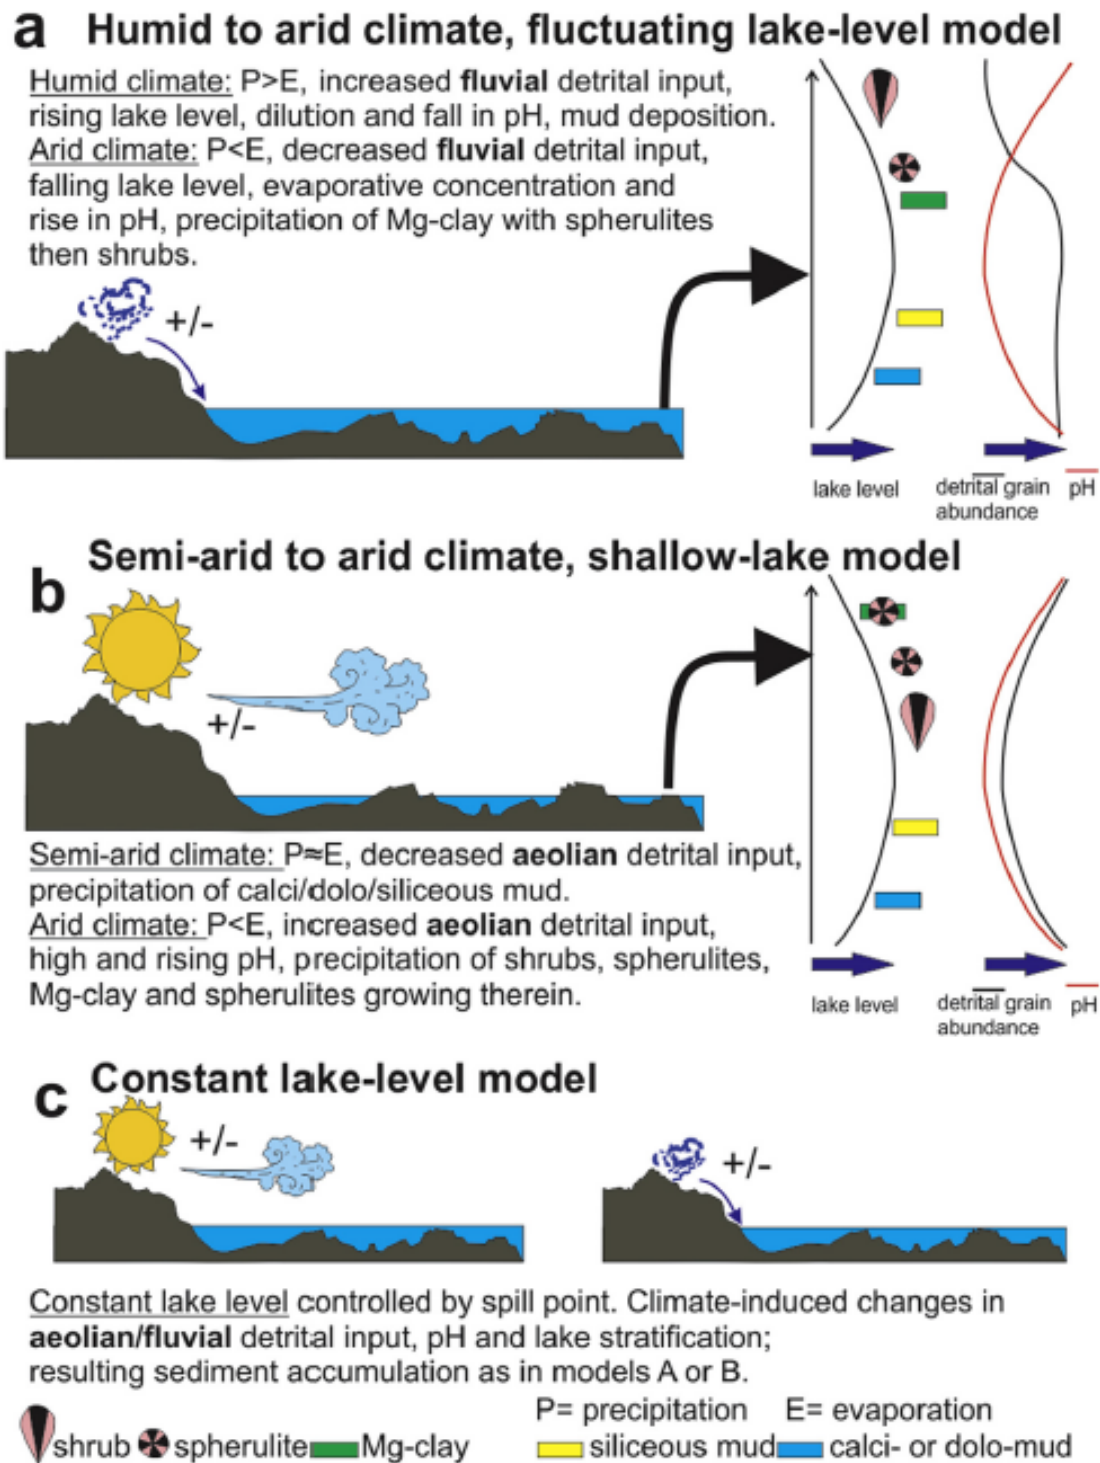 a Humid to arid climate, fluctuating lake-level model
Humid climate: P>E, increased fluvial detrital input,
rising lake level, dilution and fall in pH, mud deposition.
Arid climate: P<E, decreased fluvial detrital input,
falling lake level, evaporative concentration and
rise in pH, precipitation of Mg-clay with spherulites
then shrubs.
+/-
lake level
detrital grain
abundance
pH
b Semi-arid to arid climate, shallow-lake model
+/-
Semi-arid climate: P≈E, decreased aeolian detrital input,
precipitation of calci/dolo/siliceous mud.
Arid climate: P<E, increased aeolian detrital input,
high and rising pH, precipitation of shrubs, spherulites,
Mg-clay and spherulites growing therein.
lake level
detrital grain
abundance
pH
c Constant lake-level model
+/-
+/-
Constant lake level controlled by spill point. Climate-induced changes in
aeolian/fluvial detrital input, pH and lake stratification;
resulting sediment accumulation as in models A or B.
P= precipitation E= evaporation
shrub spherulite Mg-clay siliceous mud calci- or dolo-mud